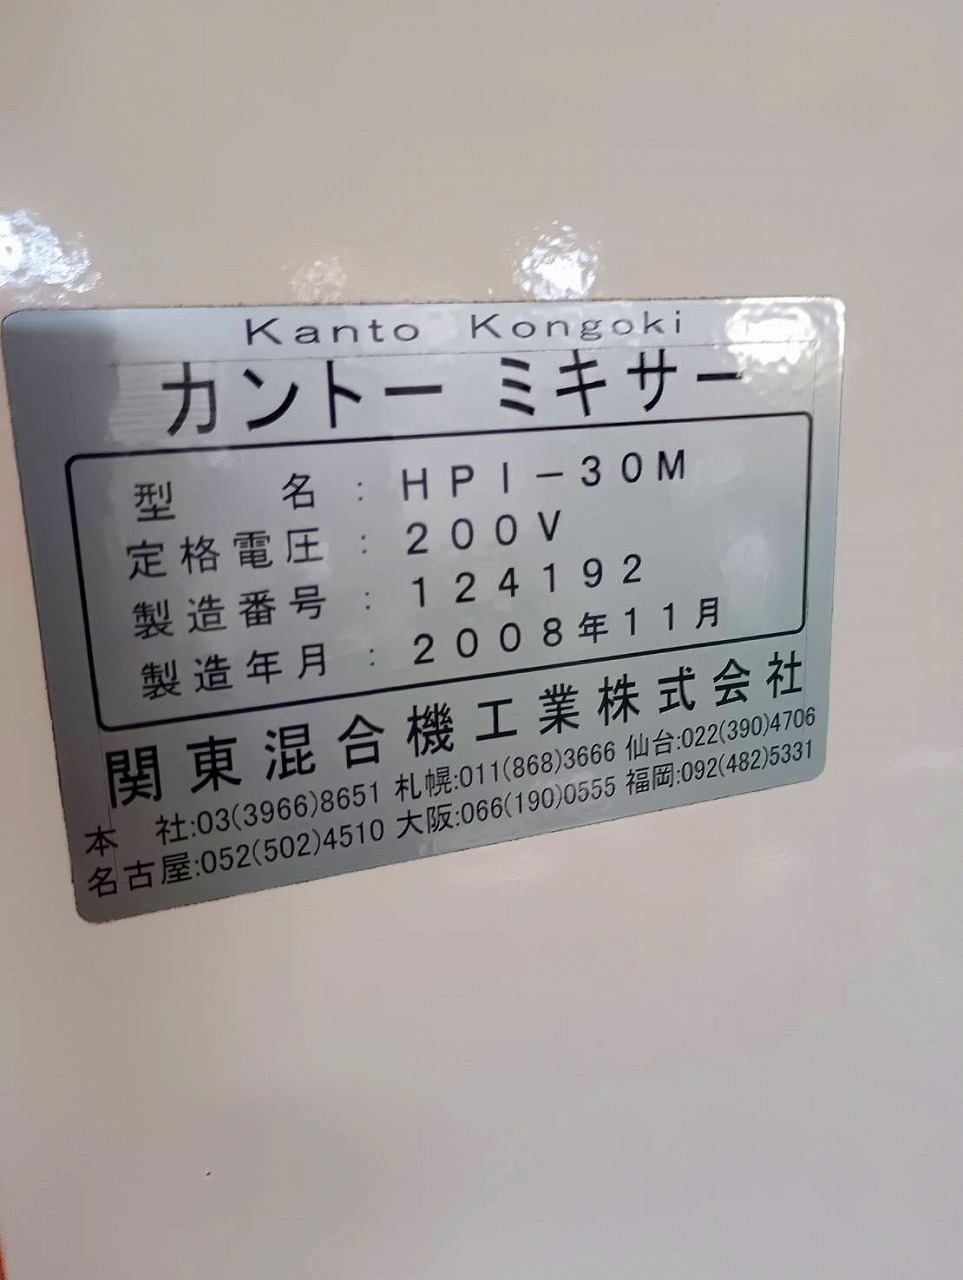 Kanto Kongoki
カントー ミキサー
型 名 : HPI-30M
定格電圧 : 200V
製造番号 : 124192
製造年月 : 2008年11月
関東混合機工業株式会社
本 社:03(3966)8651 札幌:011(868)3666 仙台:022(390)4706
名古屋:052(502)4510 大阪:066(190)0555 福岡:092(482)5331